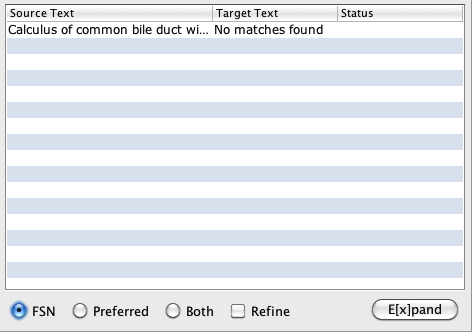 Source Text Target Text Status
Calculus of common bile duct wi... No matches found
FSN Preferred Both Refine E[x]pand